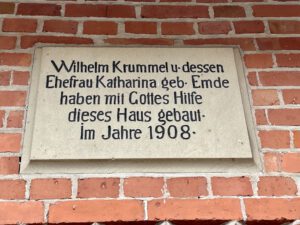 Wilhelm Krummel u· dessen
Ehefrau Katharina geb· Emde
haben mit Gottes Hilfe
dieses Haus gebaut·
Im Jahre 1908·